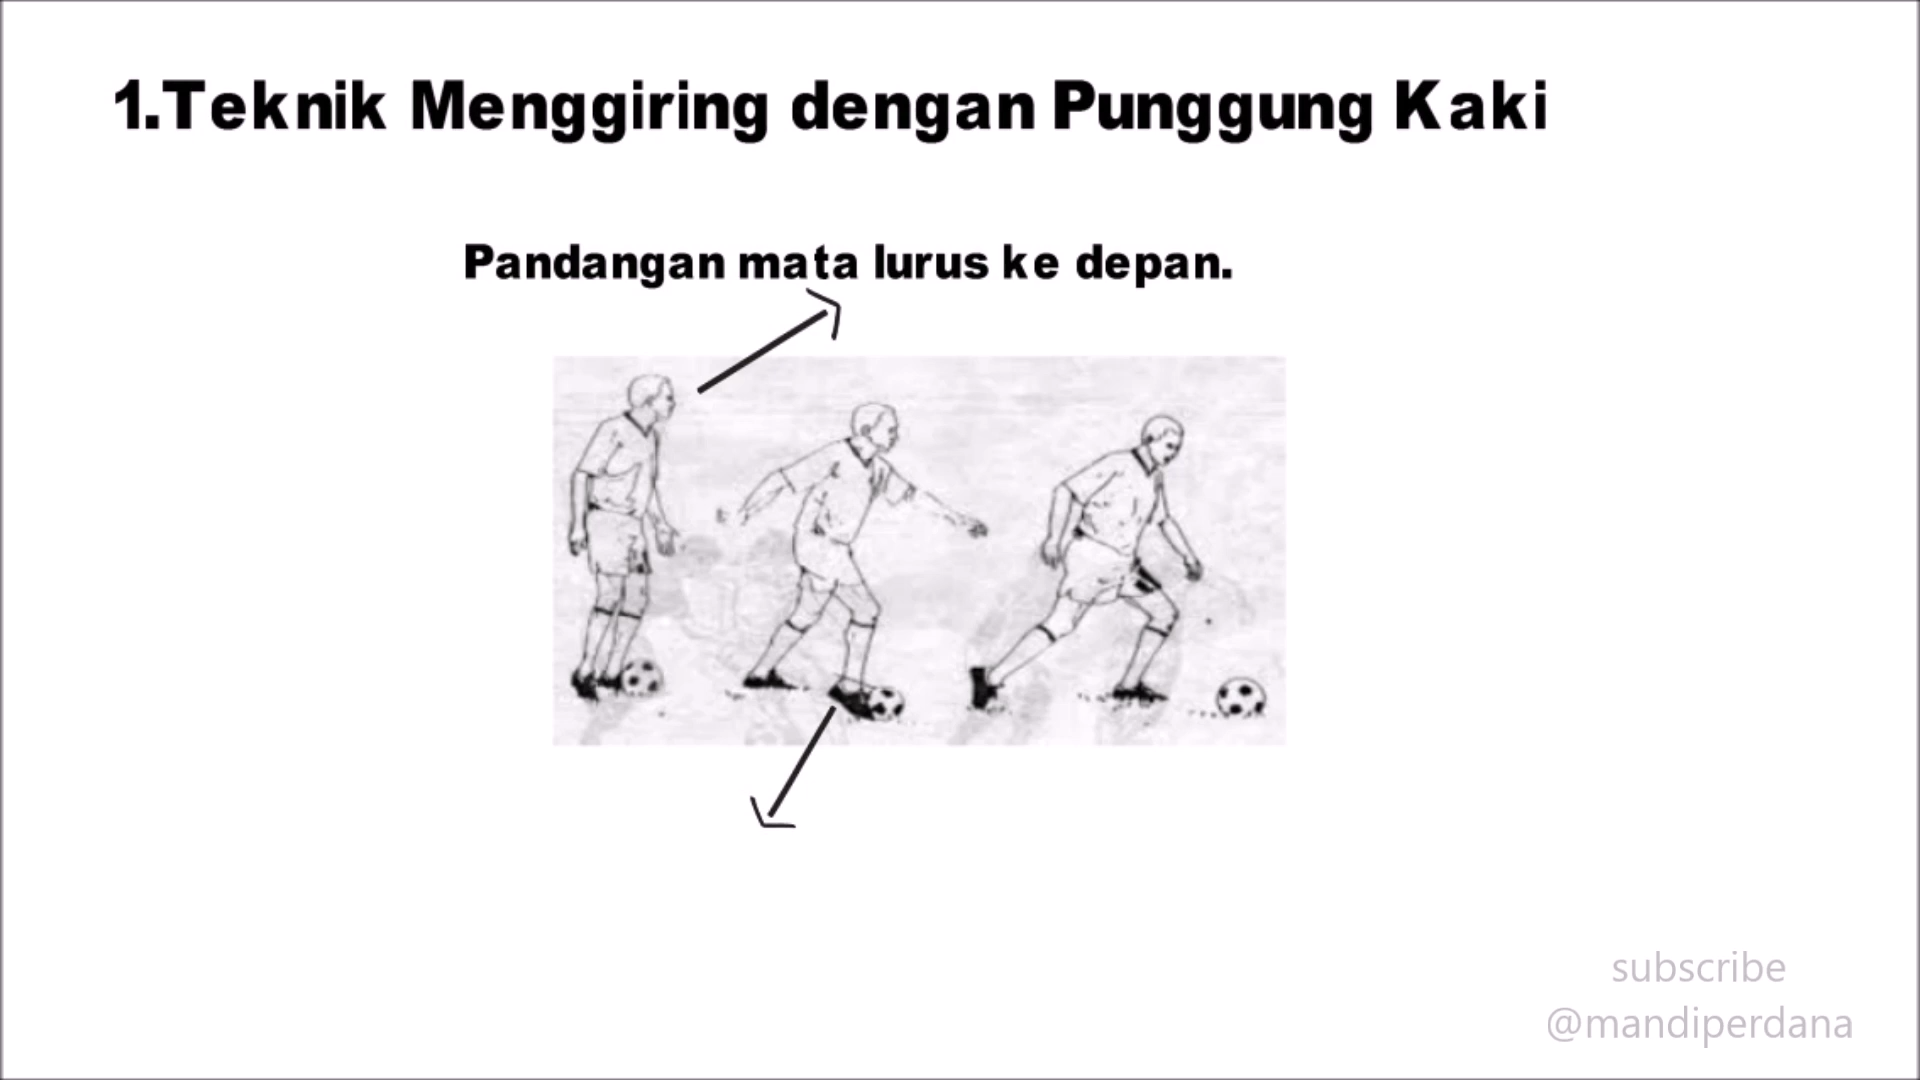 1.Teknik Menggiring dengan Punggung Kaki
Pandangan mata lurus ke depan.
subscribe
@mandiperdana